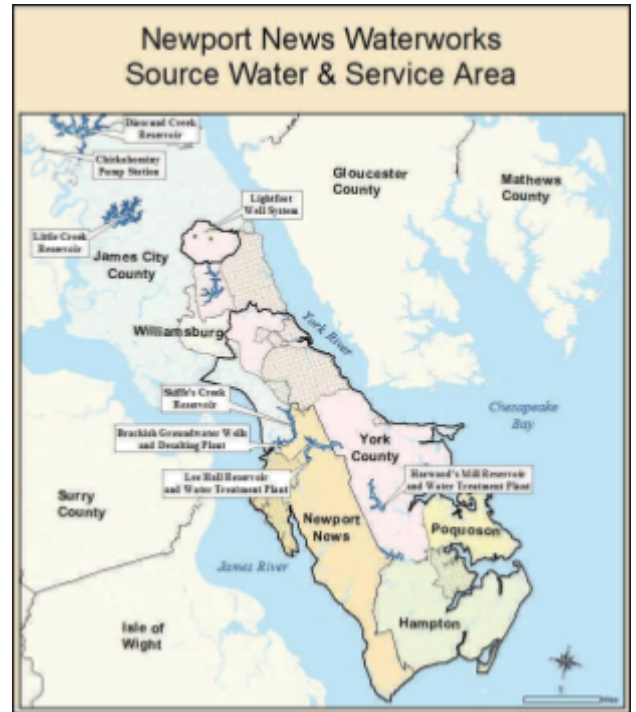 Newport News Waterworks
Source Water & Service Area
Diascund Creek
Reservoir
Chickahominy
Pump Station
Gloucester
County
Mathews
County
Lightfoot
Well System
Little Creek
Reservoir
James City
County
Williamsburg
York River
Skiffe's Creek
Reservoir
Chesapeake
Bay
Brackish Groundwater Wells
and Desalting Plant
York
County
Lee Hall Reservoir
and Water Treatment Plant
Harwood's Mill Reservoir
and Water Treatment Plant
Surry
County
Newport
News
Poquoson
James River
Hampton
Isle of
Wight